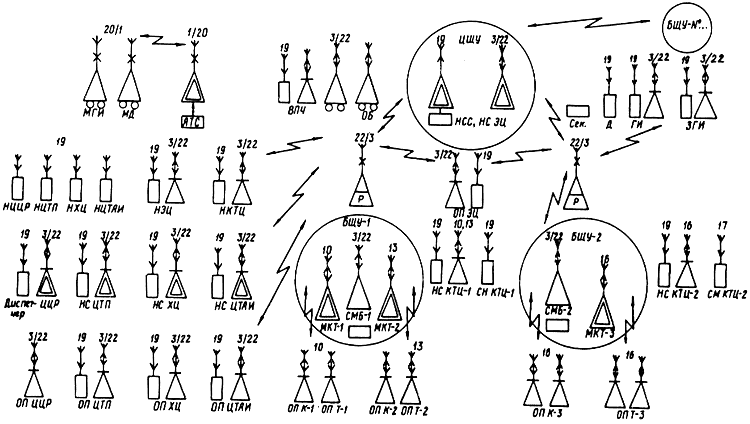 20/1 1/20
МГИ МД АТС
19 3/22
ВПЧ ОБ
19 ЦЩУ 3/22
НСС, НС ЭЦ
БЩУ-№...
19 19 3/22 19 3/22
Сек. Д ГИ ЗГИ
19 19 3/22 19 3/22
НЦЦР НЦТП НХЦ НЦТАИ НЭЦ НКТЦ
22/3
Р
3/22 19
ОП ЭЦ
22/3
Р
19 3/22 19 3/22 19 3/22 19 3/22
Диспет-
чер ЦЦР НС ЦТП НС ХЦ НС ЦТАИ
БЩУ-1
10 3/22 13
МКТ-1 СМБ-1 МКТ-2
19 10,13 19
НС КТЦ-1 СН КТЦ-1
БЩУ-2
3/22 16
СМБ-2 МКТ-3
19 16 17
НС КТЦ-2 СМ КТЦ-2
3/22 19 3/22 19 3/22 19 3/22
ОП ЦЦР ОП ЦТП ОП ХЦ ОП ЦТАИ
10 13
ОП К-1 ОП Т-1 ОП К-2 ОП Т-2
16 16
ОП К-3 ОП Т-3